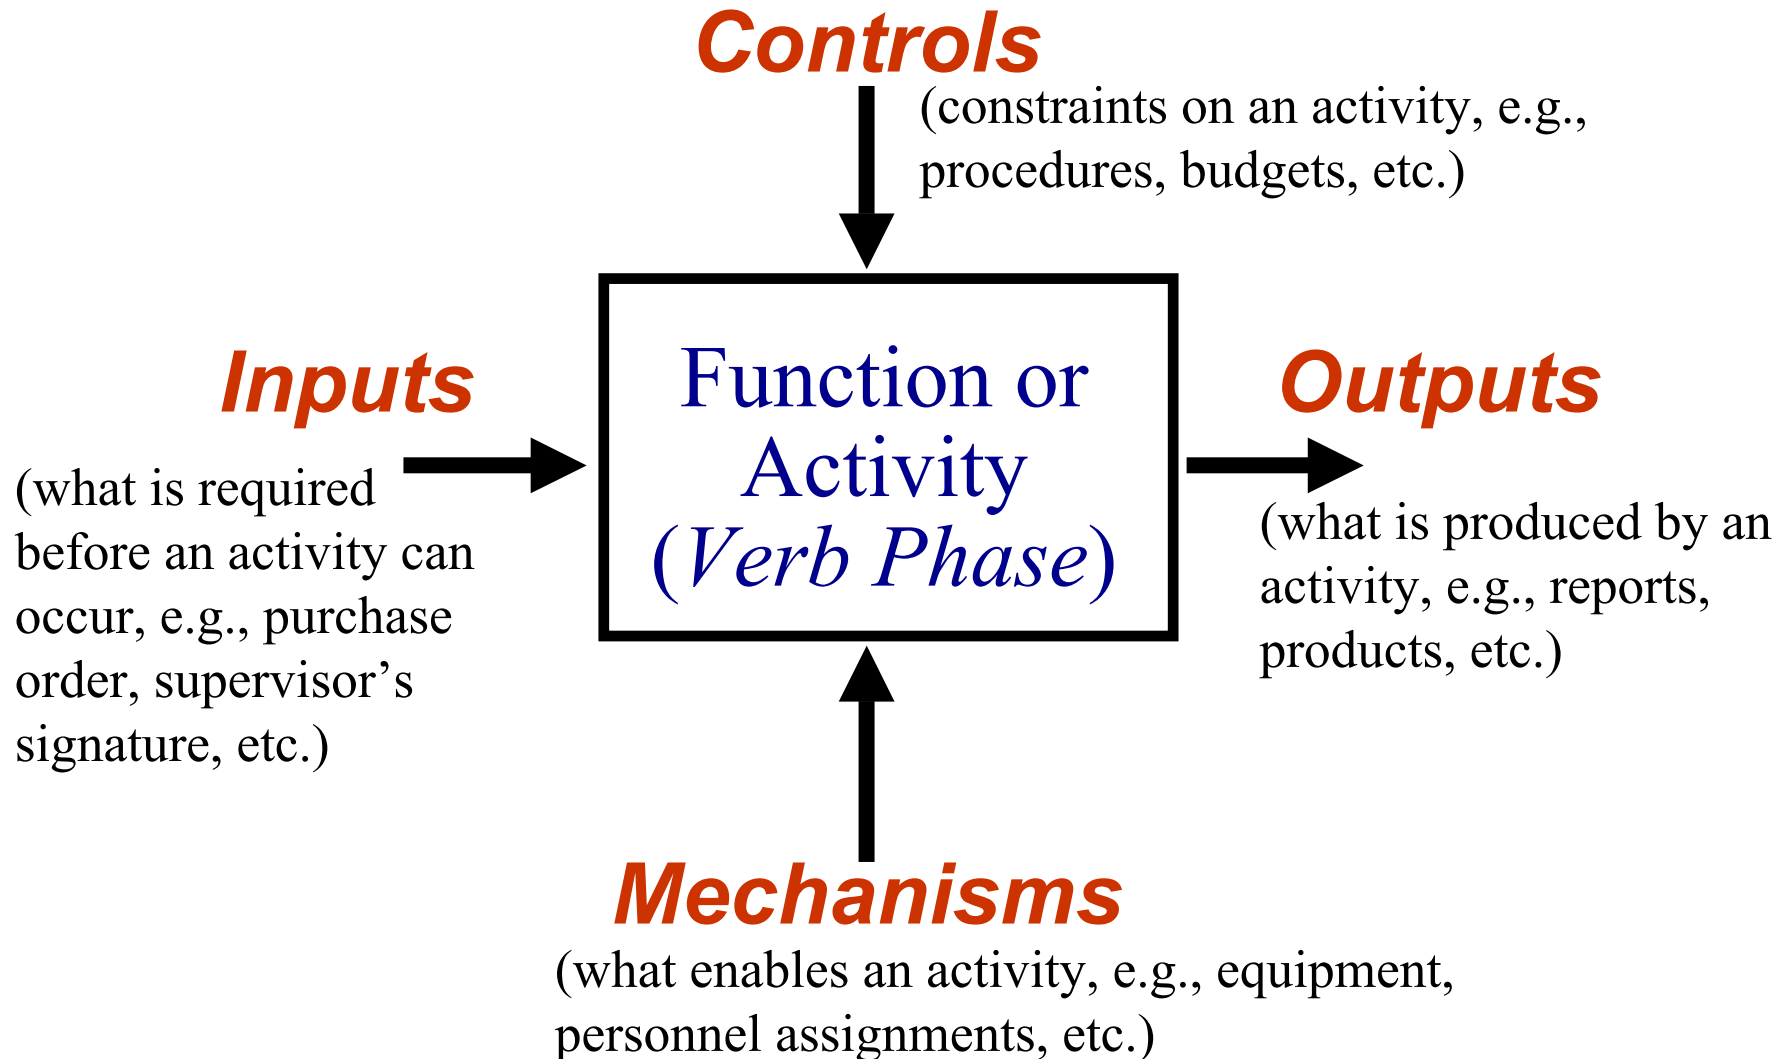 Controls
(constraints on an activity, e.g.,
procedures, budgets, etc.)
Inputs
(what is required
before an activity can
occur, e.g., purchase
order, supervisor’s
signature, etc.)
Function or
Activity
(Verb Phase)
Outputs
(what is produced by an
activity, e.g., reports,
products, etc.)
Mechanisms
(what enables an activity, e.g., equipment,
personnel assignments, etc.)